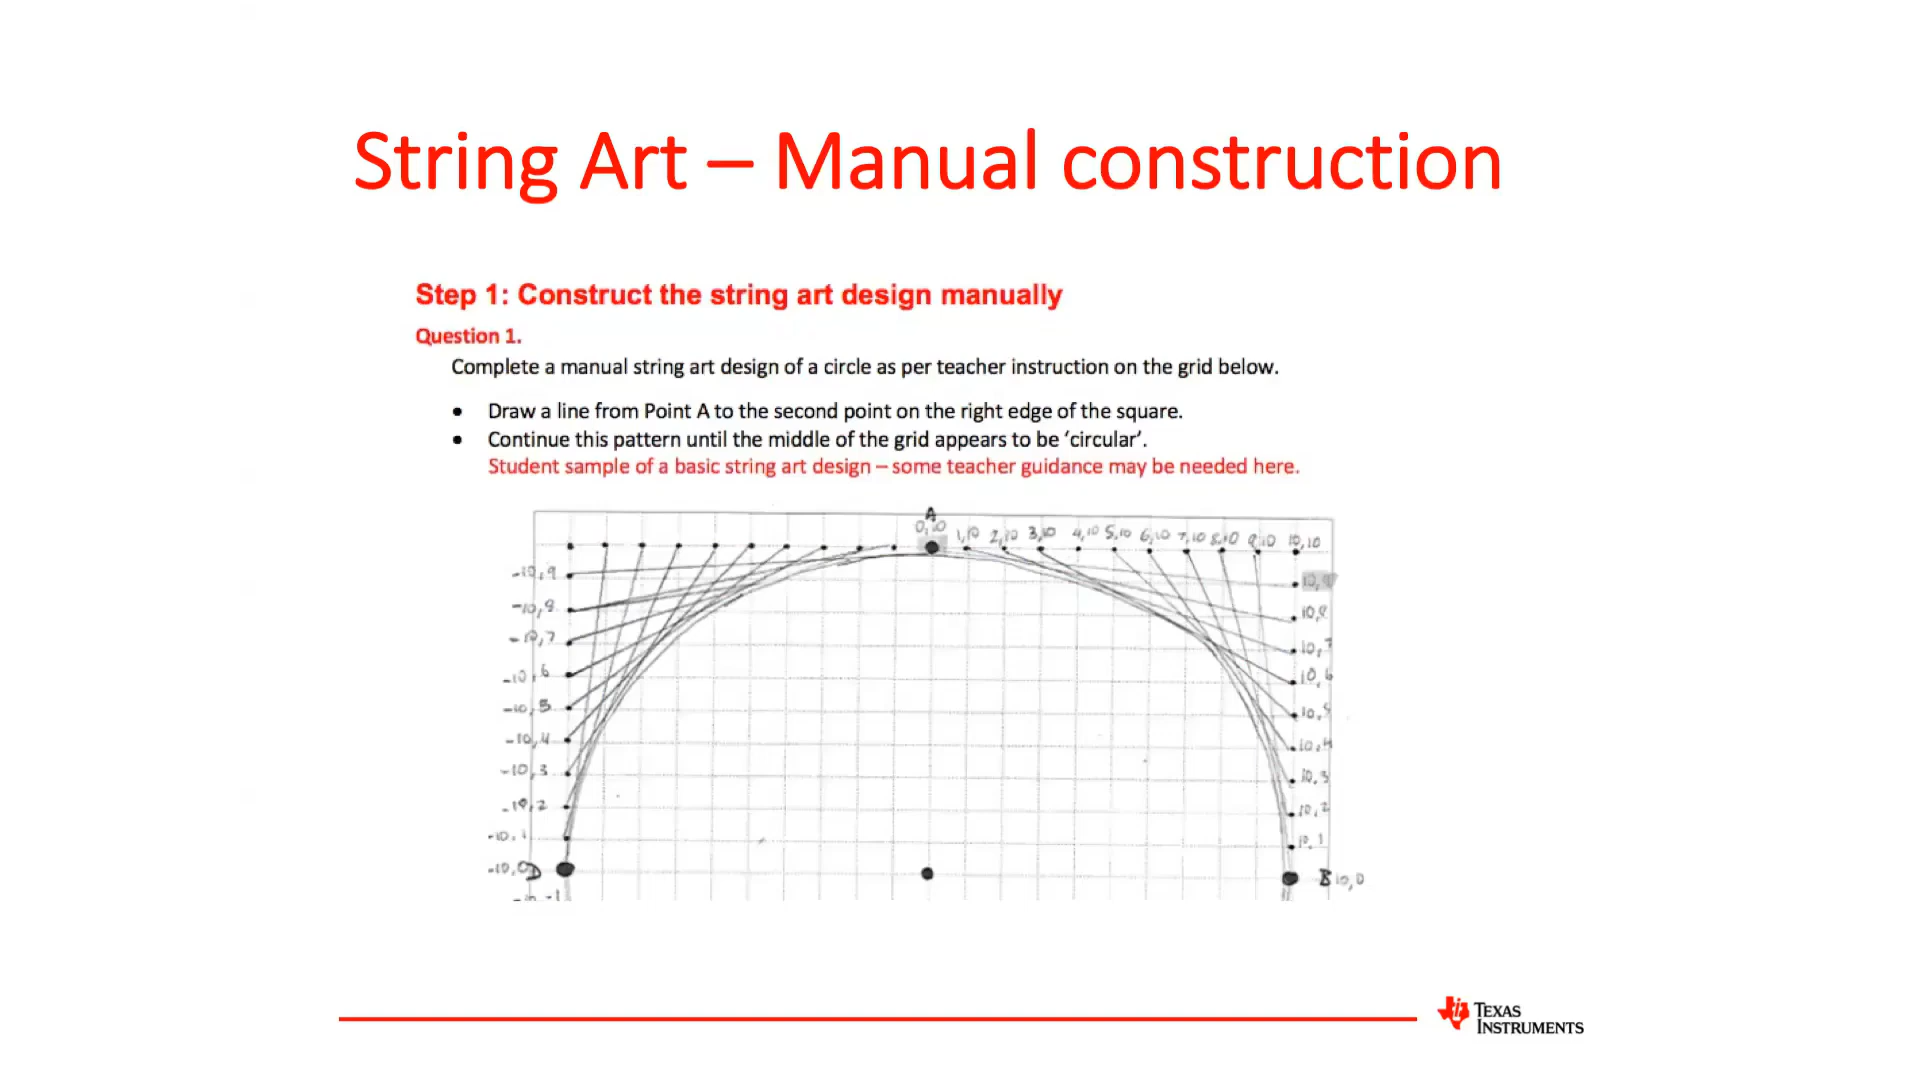 String Art – Manual construction
Step 1: Construct the string art design manually
Question 1.
Complete a manual string art design of a circle as per teacher instruction on the grid below.
• Draw a line from Point A to the second point on the right edge of the square.
• Continue this pattern until the middle of the grid appears to be ‘circular’.
Student sample of a basic string art design – some teacher guidance may be needed here.
A
0,10 1,10 2,10 3,10 4,10 5,10 6,10 7,10 8,10 9,10 10,10
-10,9 10,9
-10,8 10,8
-10,7 10,7
-10,6 10,6
-10,5 10,5
-10,4 10,4
-10,3 10,3
-10,2 10,2
-10,1 10,1
-10,0 D B 10,0
TEXAS
INSTRUMENTS